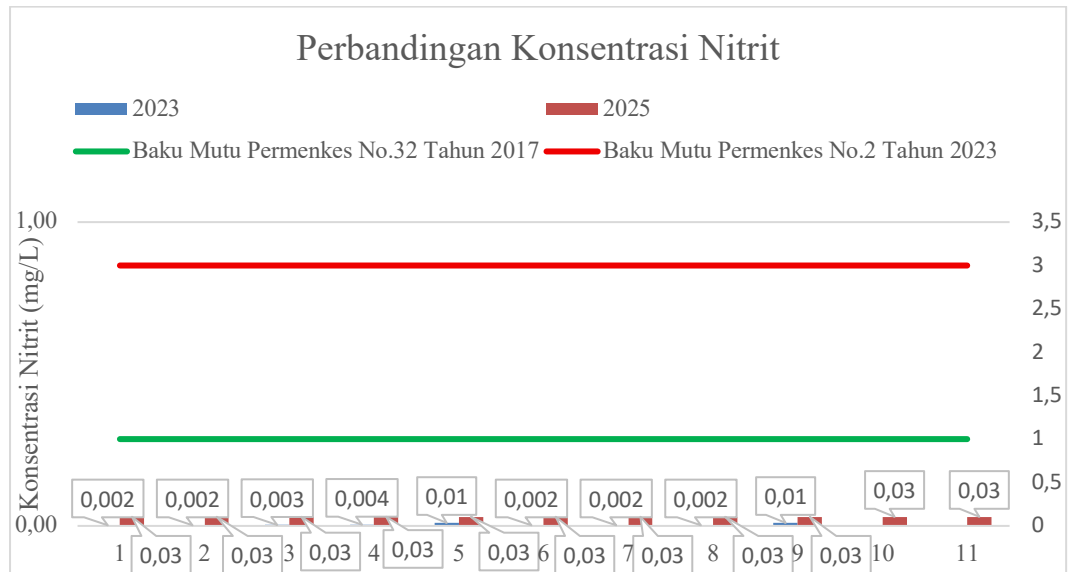 Perbandingan Konsentrasi Nitrit
2023
2025
Baku Mutu Permenkes No.32 Tahun 2017
Baku Mutu Permenkes No.2 Tahun 2023
Konsentrasi Nitrit (mg/L)
1,00
0,00
3,5
3
2,5
2
1,5
1
0,5
0
0,002 0,002 0,003 0,004 0,01 0,002 0,002 0,002 0,01 0,03 0,03
0,03 0,03 0,03 0,03 0,03 0,03 0,03 0,03 0,03
1 2 3 4 5 6 7 8 9 10 11